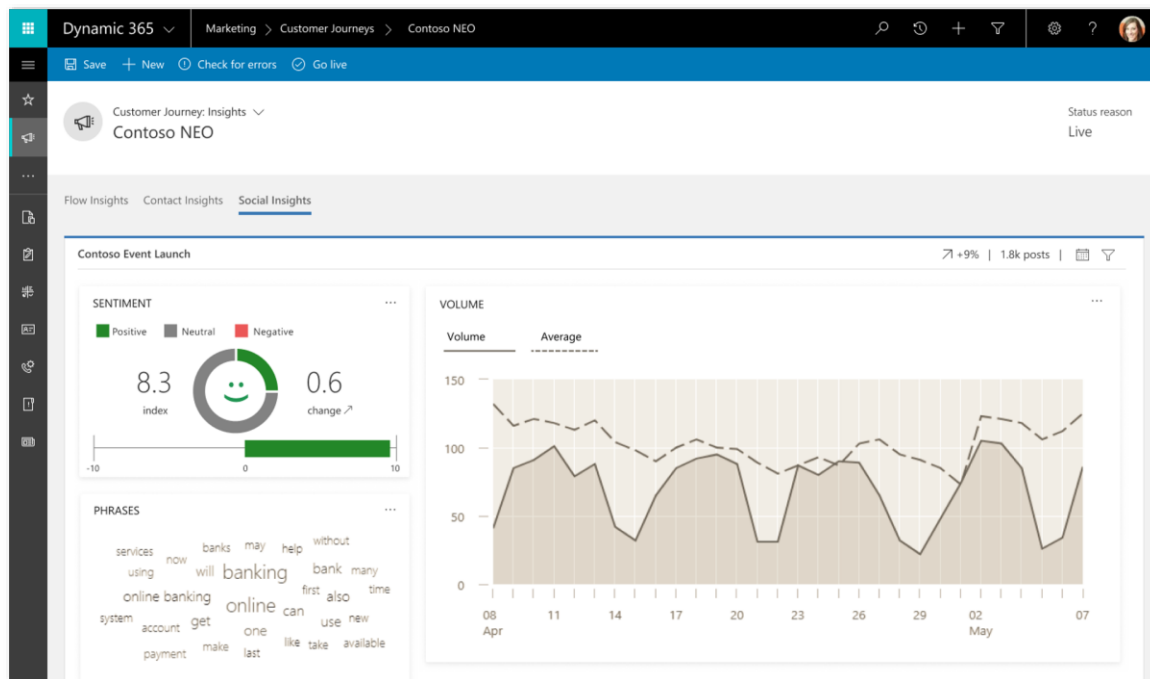 Dynamic 365 Marketing > Customer Journeys > Contoso NEO
Save New Check for errors Go live
Customer Journey: Insights
Contoso NEO
Status reason
Live
Flow Insights Contact Insights Social Insights
Contoso Event Launch
+9% | 1.8k posts |
SENTIMENT
Positive Neutral Negative
8.3
index
0.6
change
-10 0 10
PHRASES
services now banks may help without
using will banking bank many
online banking online can first also time
system account get one use new
payment make last like take available
VOLUME
Volume Average
150
100
50
0
08 11 14 17 20 23 26 29 02 07
Apr May